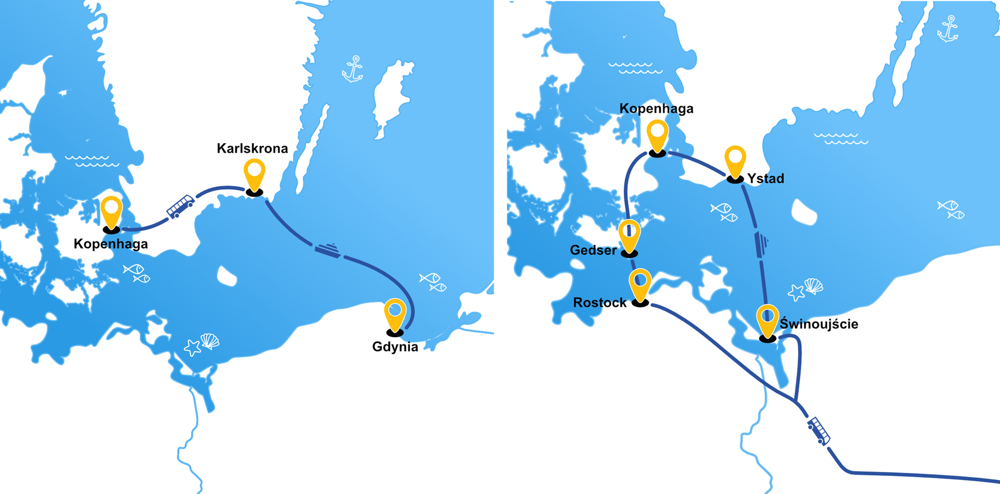 Karlskrona
Kopenhaga
Gdynia
Kopenhaga
Ystad
Gedser
Rostock
Świnoujście